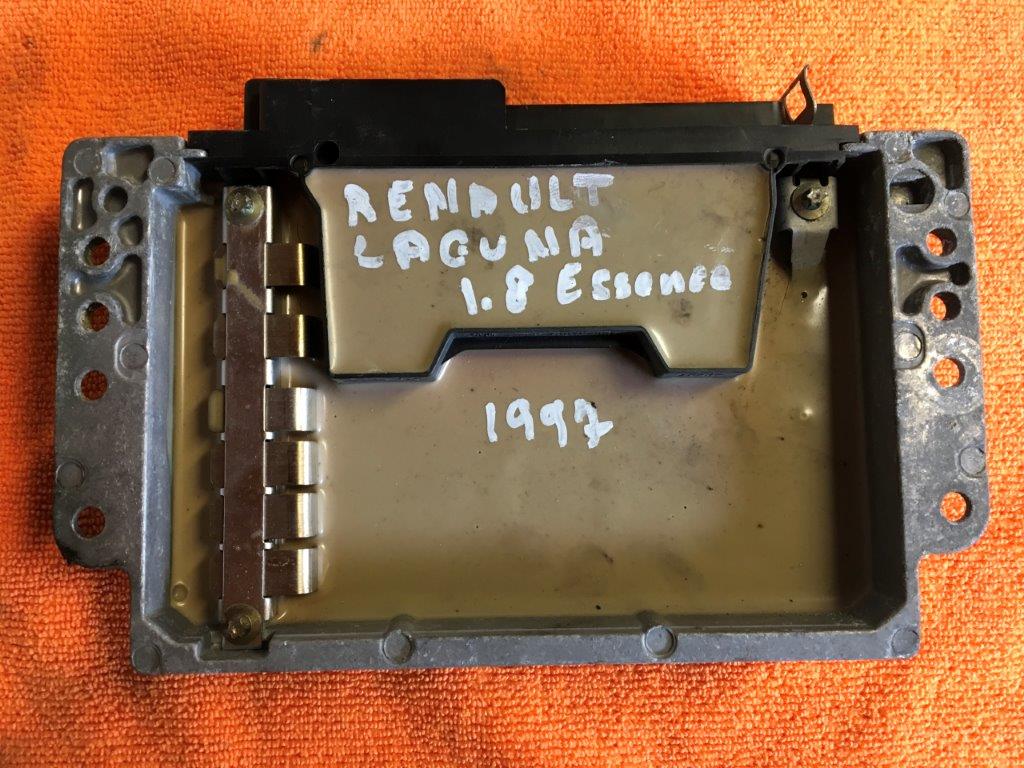 RENAULT
LAGUNA
1.8 Essence
1997